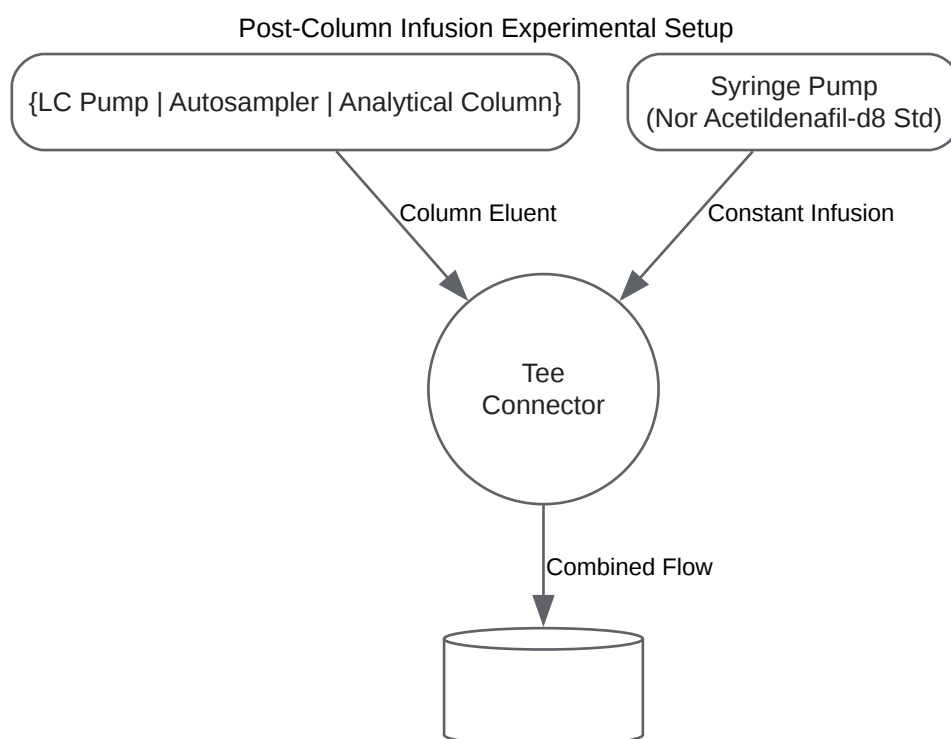 Post-Column Infusion Experimental Setup
{LC Pump | Autosampler | Analytical Column}
Syringe Pump
(Nor Acetildenafil-d8 Std)
Column Eluent
Constant Infusion
Tee
Connector
Combined Flow